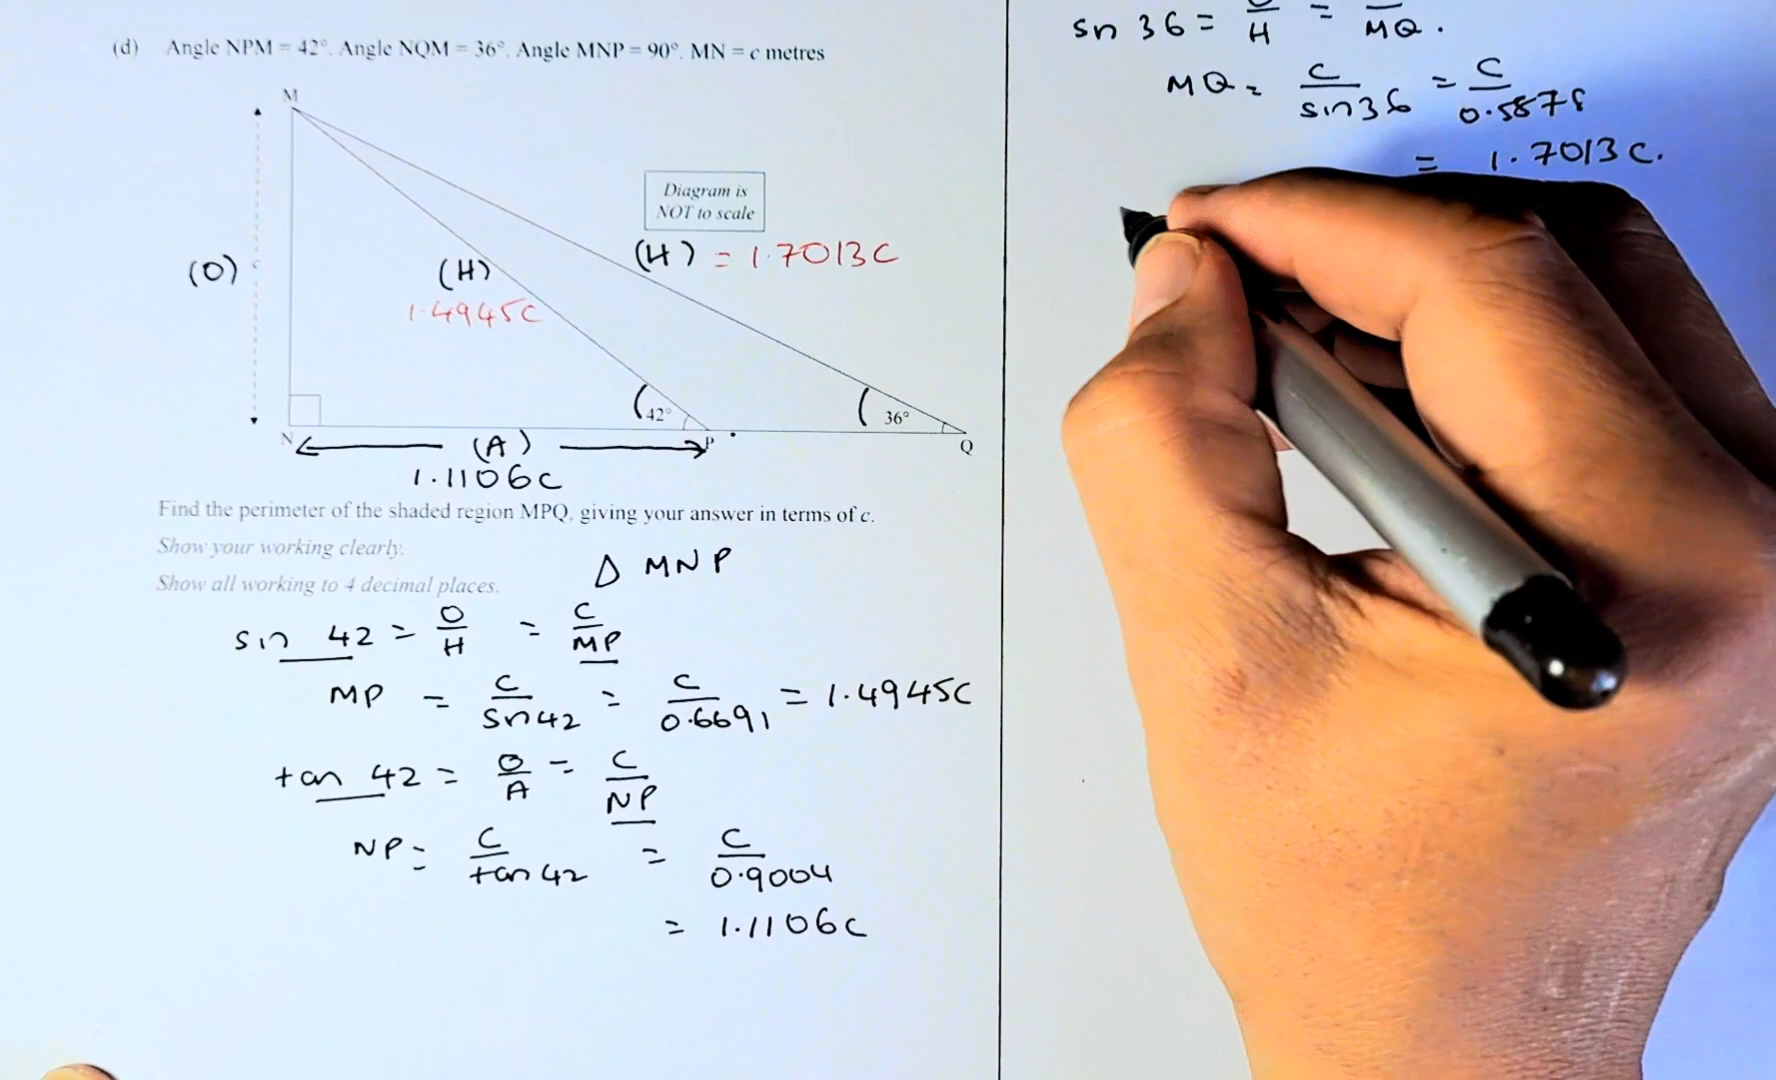 (d) Angle NPM = 42°. Angle NQM = 36°. Angle MNP = 90°. MN = c metres
M
Diagram is
NOT to scale
(O)
c
(H)
1.4945c
(H) = 1.7013c
42°
36°
N
(A)
P
Q
1.1106c
Find the perimeter of the shaded region MPQ, giving your answer in terms of c.
Show your working clearly.
Show all working to 4 decimal places.
Δ MNP
sin 42 = O/H = c/MP
MP = c/sin42 = c/0.6691 = 1.4945c
tan 42 = O/A = c/NP
NP = c/tan 42 = c/0.9004
= 1.1106c
sin 36 = /H = /MQ.
MQ = c/sin36 = c/0.5878
= 1.7013c.